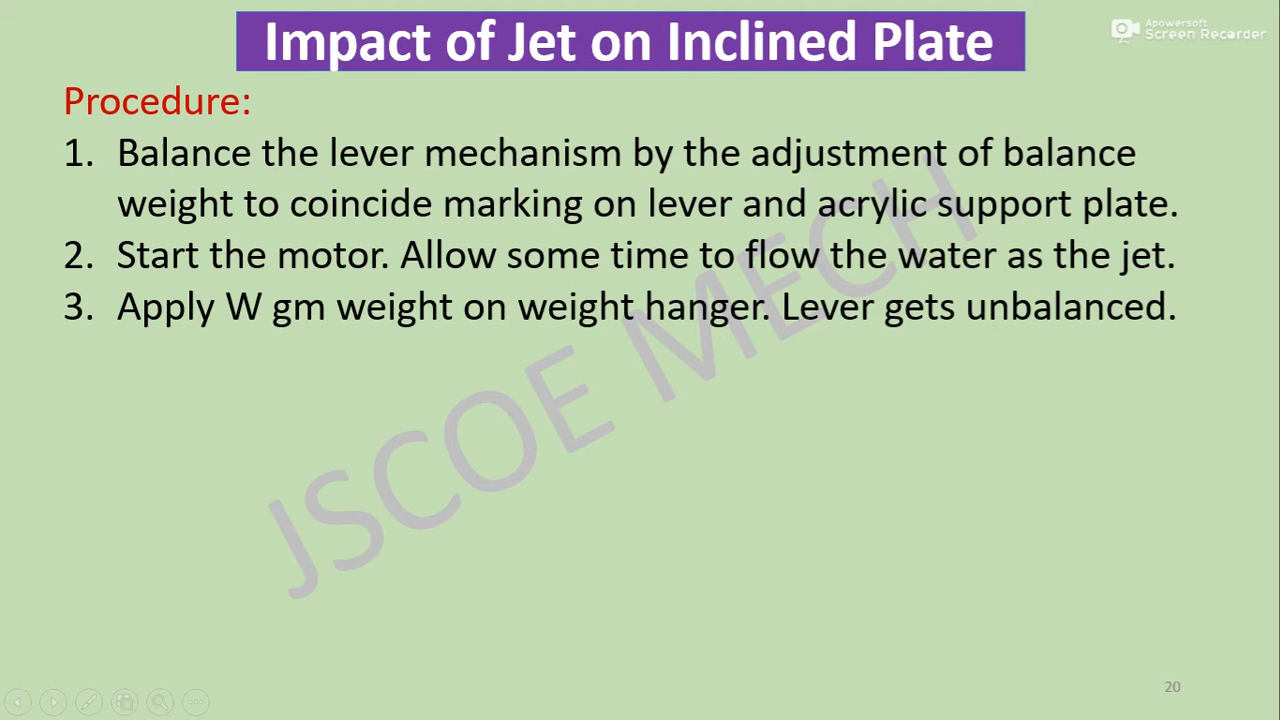 Impact of Jet on Inclined Plate
Apowersoft
Screen Recorder
Procedure:
1. Balance the lever mechanism by the adjustment of balance
weight to coincide marking on lever and acrylic support plate.
2. Start the motor. Allow some time to flow the water as the jet.
3. Apply W gm weight on weight hanger. Lever gets unbalanced.
JSCOE MECH
20